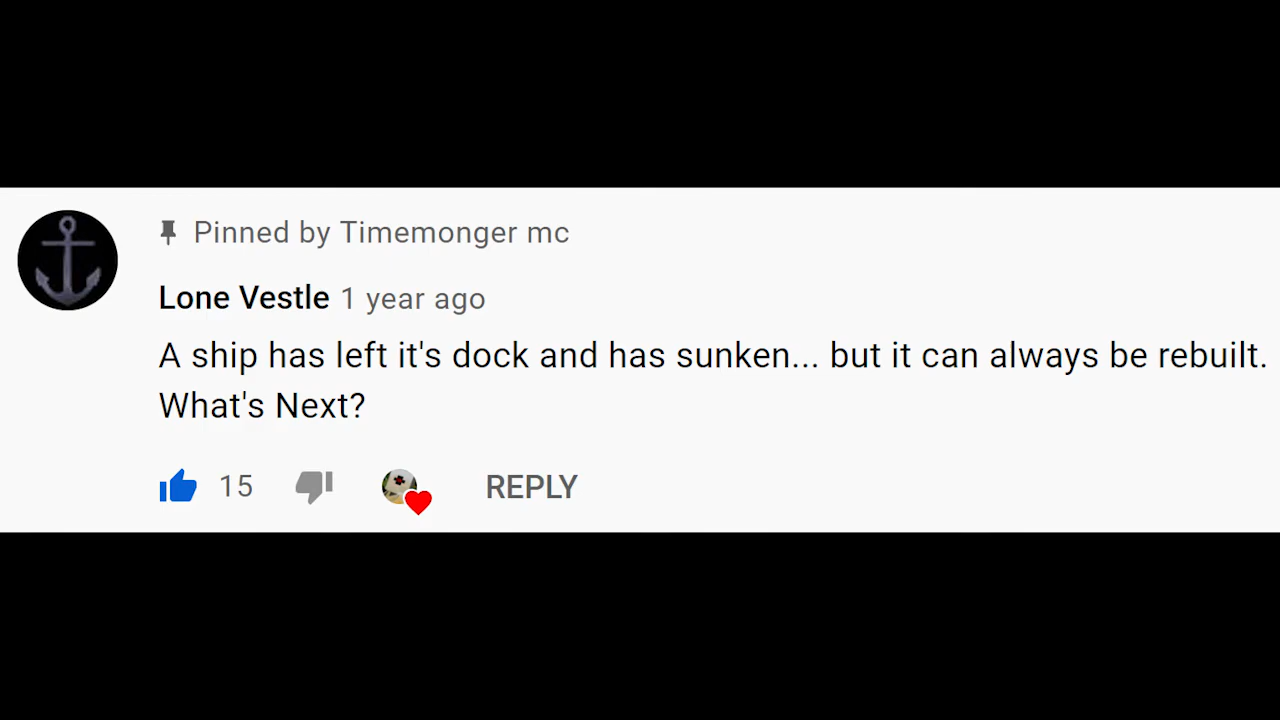 Pinned by Timemonger mc
Lone Vestle 1 year ago
A ship has left it's dock and has sunken... but it can always be rebuilt.
What's Next?
15 REPLY